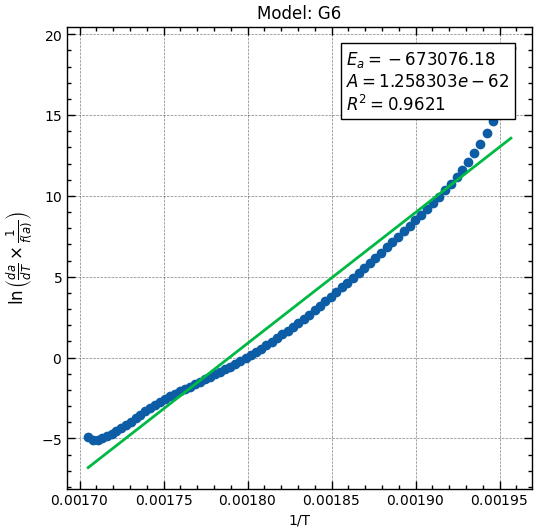 Model: G6
E_a = −673076.18
A = 1.258303e − 62
R² = 0.9621
ln(da/dT × 1/f(a))
20
15
10
5
0
−5
0.00170 0.00175 0.00180 0.00185 0.00190 0.00195
1/T